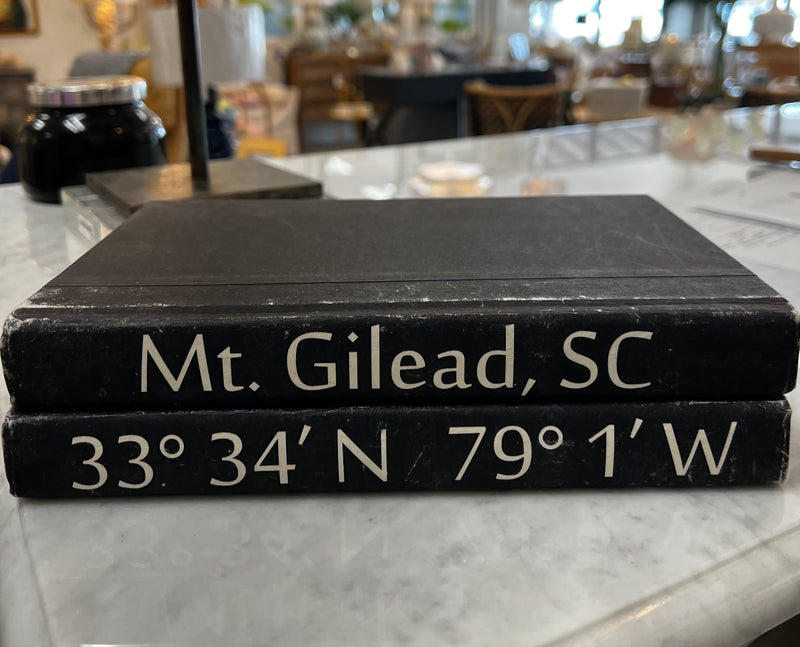 Mt. Gilead, SC
33° 34′ N 79° 1′ W